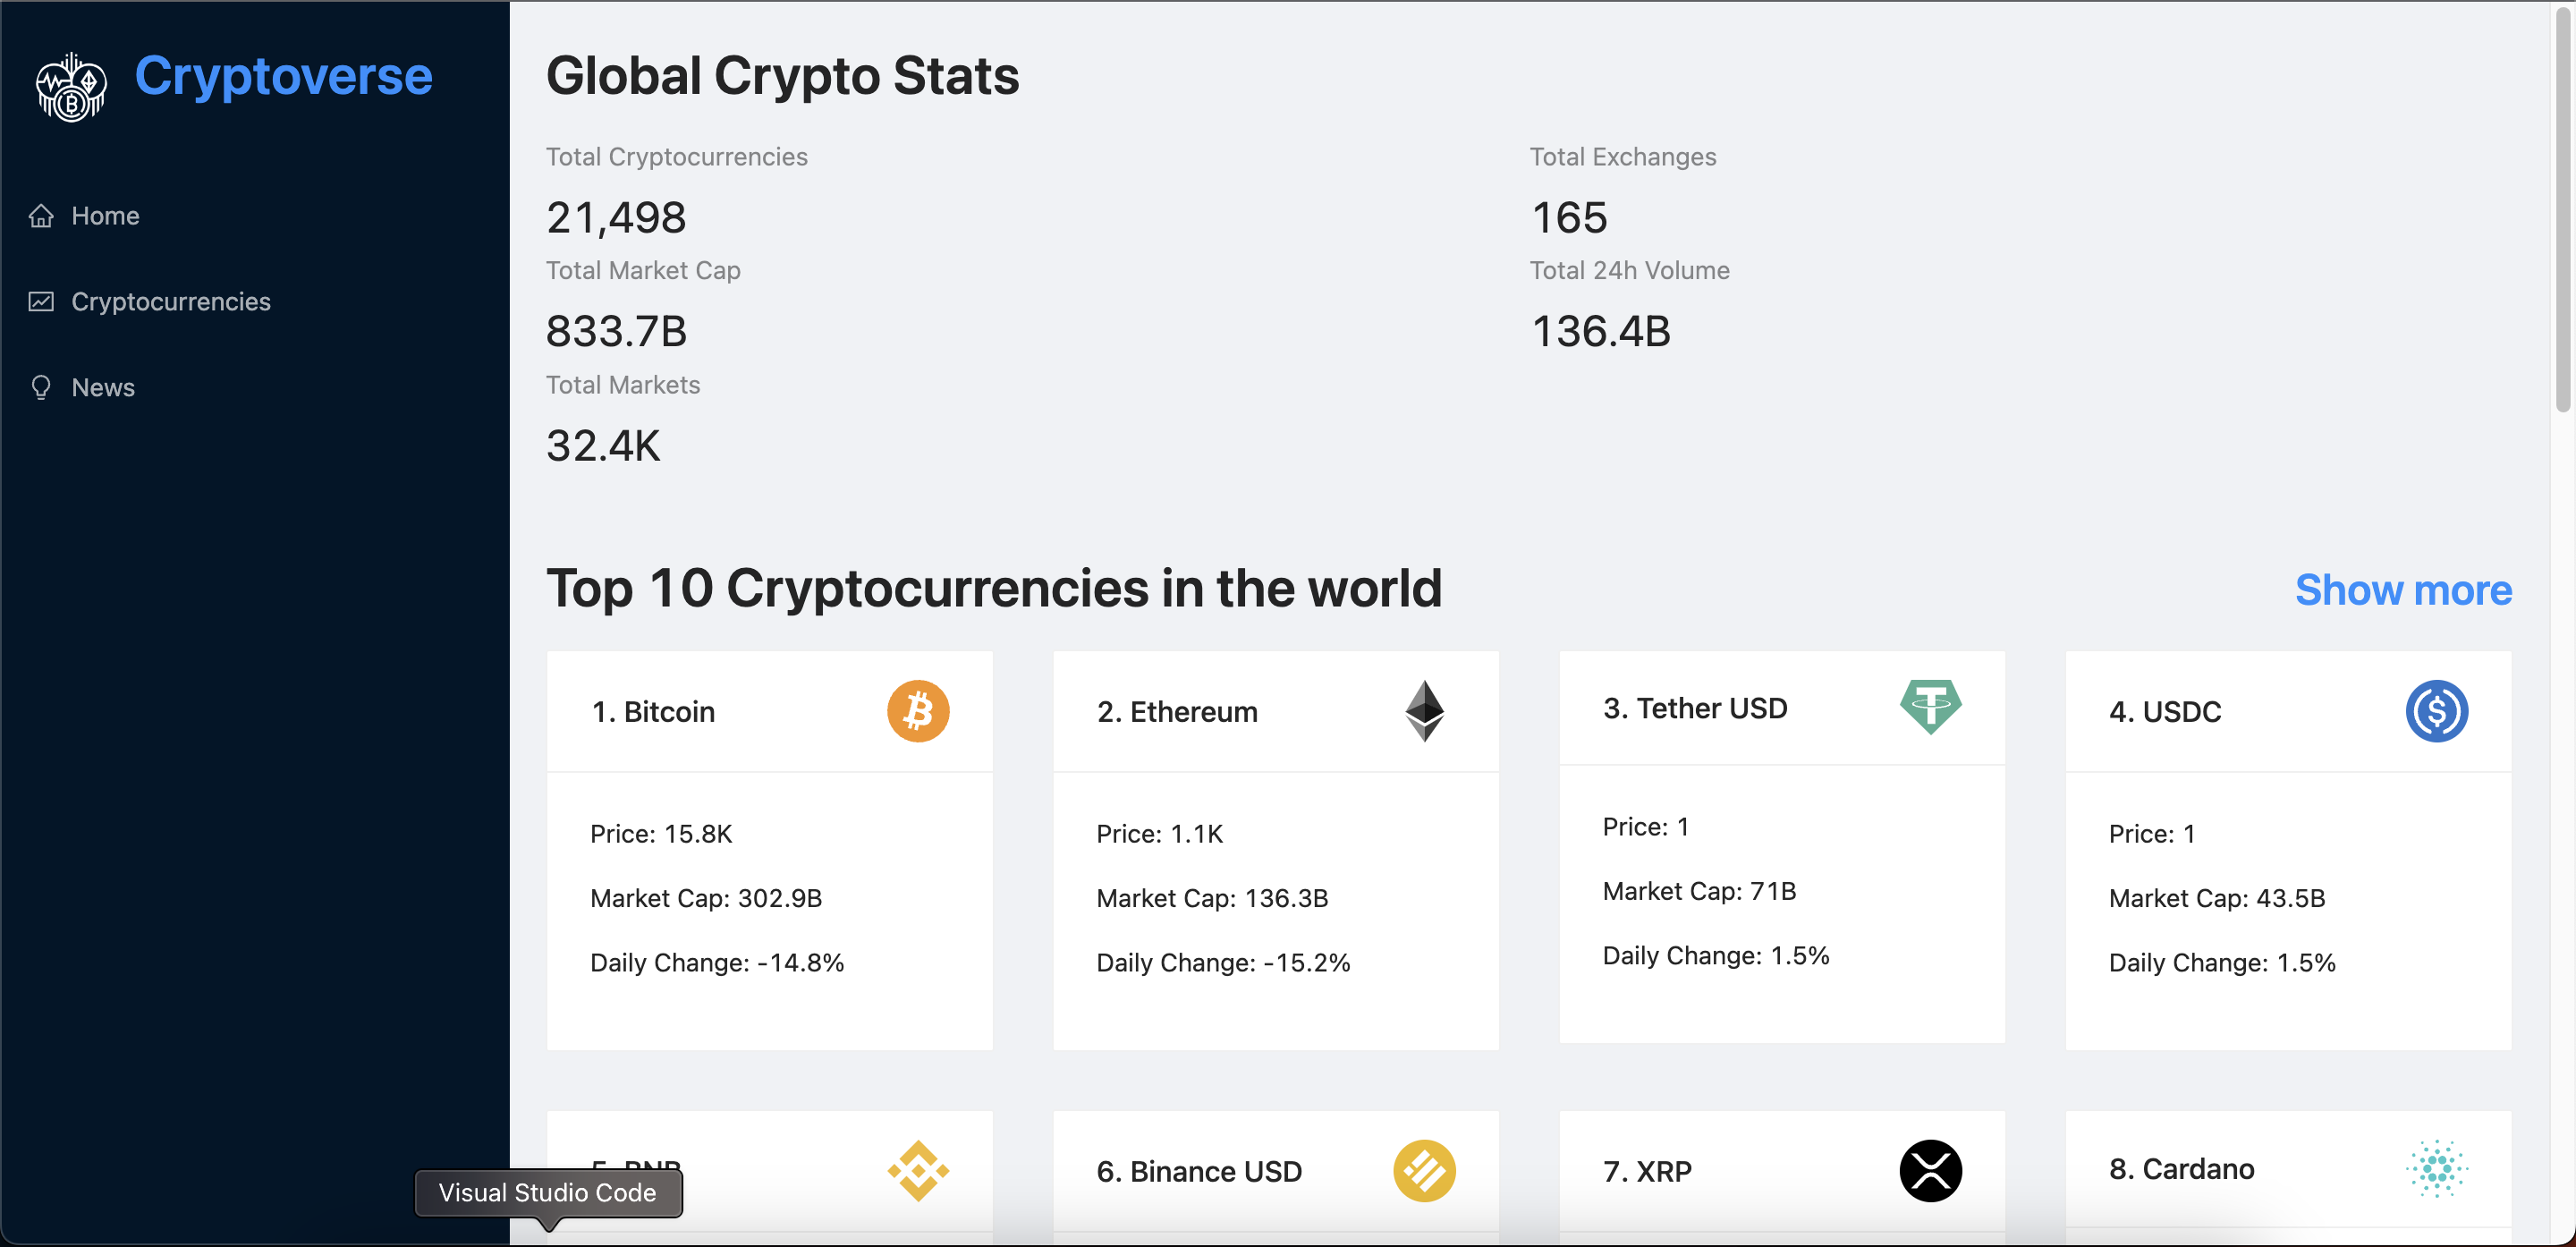 Cryptoverse
Home
Cryptocurrencies
News
Global Crypto Stats
Total Cryptocurrencies
21,498
Total Exchanges
165
Total Market Cap
833.7B
Total 24h Volume
136.4B
Total Markets
32.4K
Top 10 Cryptocurrencies in the world
Show more
1. Bitcoin
Price: 15.8K
Market Cap: 302.9B
Daily Change: -14.8%
2. Ethereum
Price: 1.1K
Market Cap: 136.3B
Daily Change: -15.2%
3. Tether USD
Price: 1
Market Cap: 71B
Daily Change: 1.5%
4. USDC
Price: 1
Market Cap: 43.5B
Daily Change: 1.5%
5. BNB
6. Binance USD
7. XRP
8. Cardano
Visual Studio Code